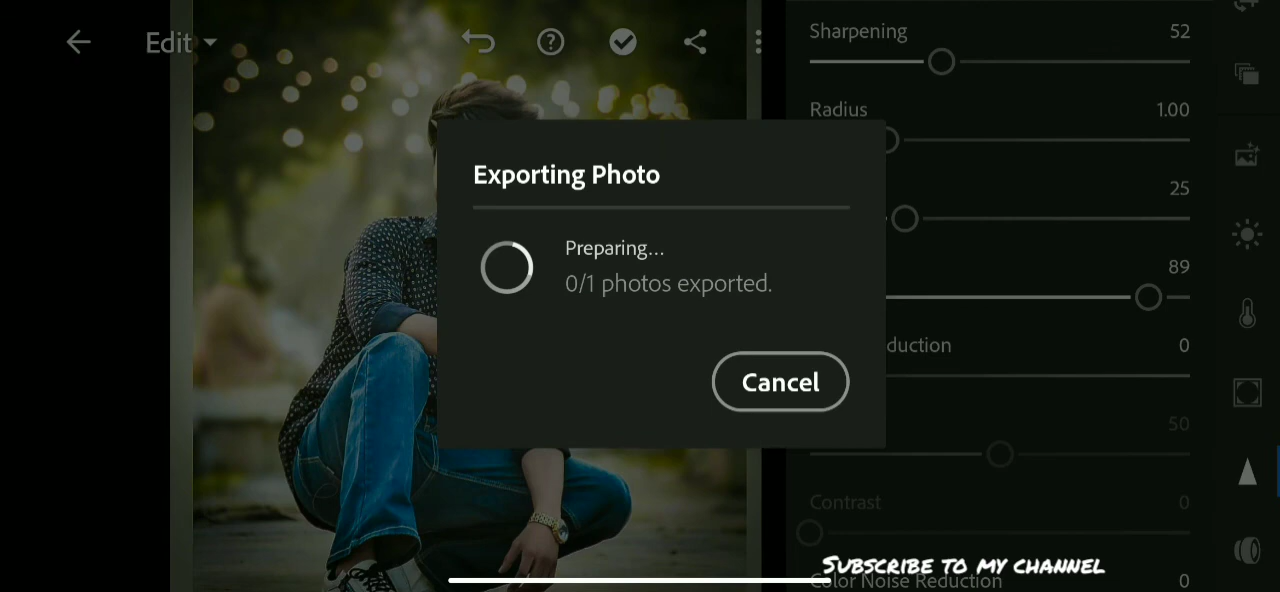 Edit
Sharpening 52
Radius 1.00
25
89
duction 0
50
Contrast 0
Color Noise Reduction 0
Exporting Photo
Preparing...
0/1 photos exported.
Cancel
SUBSCRIBE TO MY CHANNEL